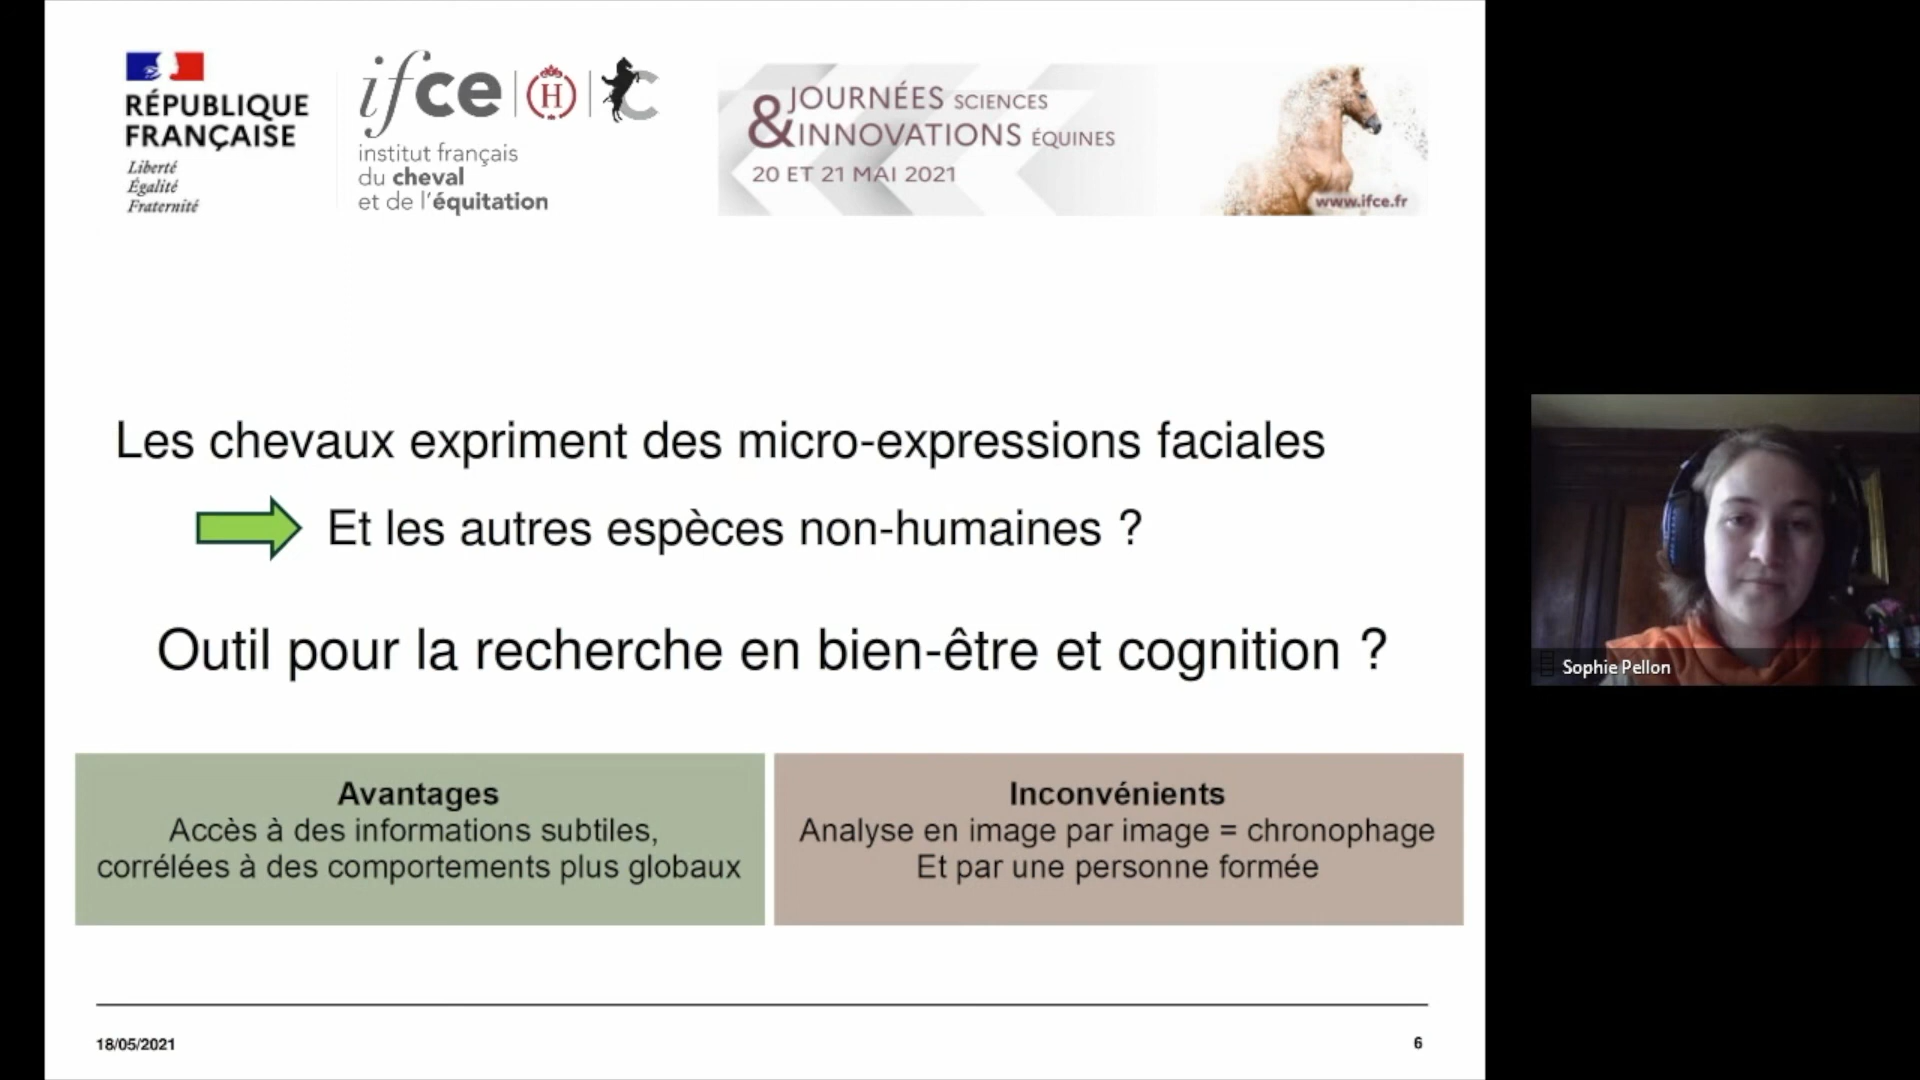 RÉPUBLIQUE
FRANÇAISE
Liberté
Égalité
Fraternité
ifce | H | C
institut français
du cheval
et de l'équitation
JOURNÉES SCIENCES
& INNOVATIONS ÉQUINES
20 ET 21 MAI 2021
www.ifce.fr
Les chevaux expriment des micro-expressions faciales
Et les autres espèces non-humaines ?
Outil pour la recherche en bien-être et cognition ?
Avantages
Accès à des informations subtiles,
corrélées à des comportements plus globaux
Inconvénients
Analyse en image par image = chronophage
Et par une personne formée
Sophie Pellon
18/05/2021
6